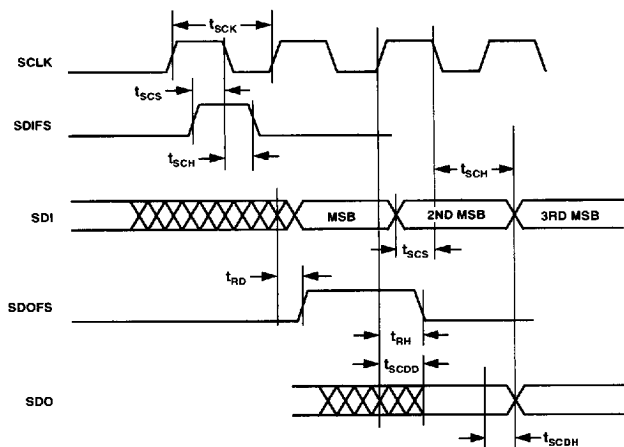 tSCK
SCLK
tSCS
SDIFS
tSCH
tSCH
SDI
MSB
2ND MSB
3RD MSB
tSCS
tRD
SDOFS
tRH
tSCDD
SDO
tSCDH